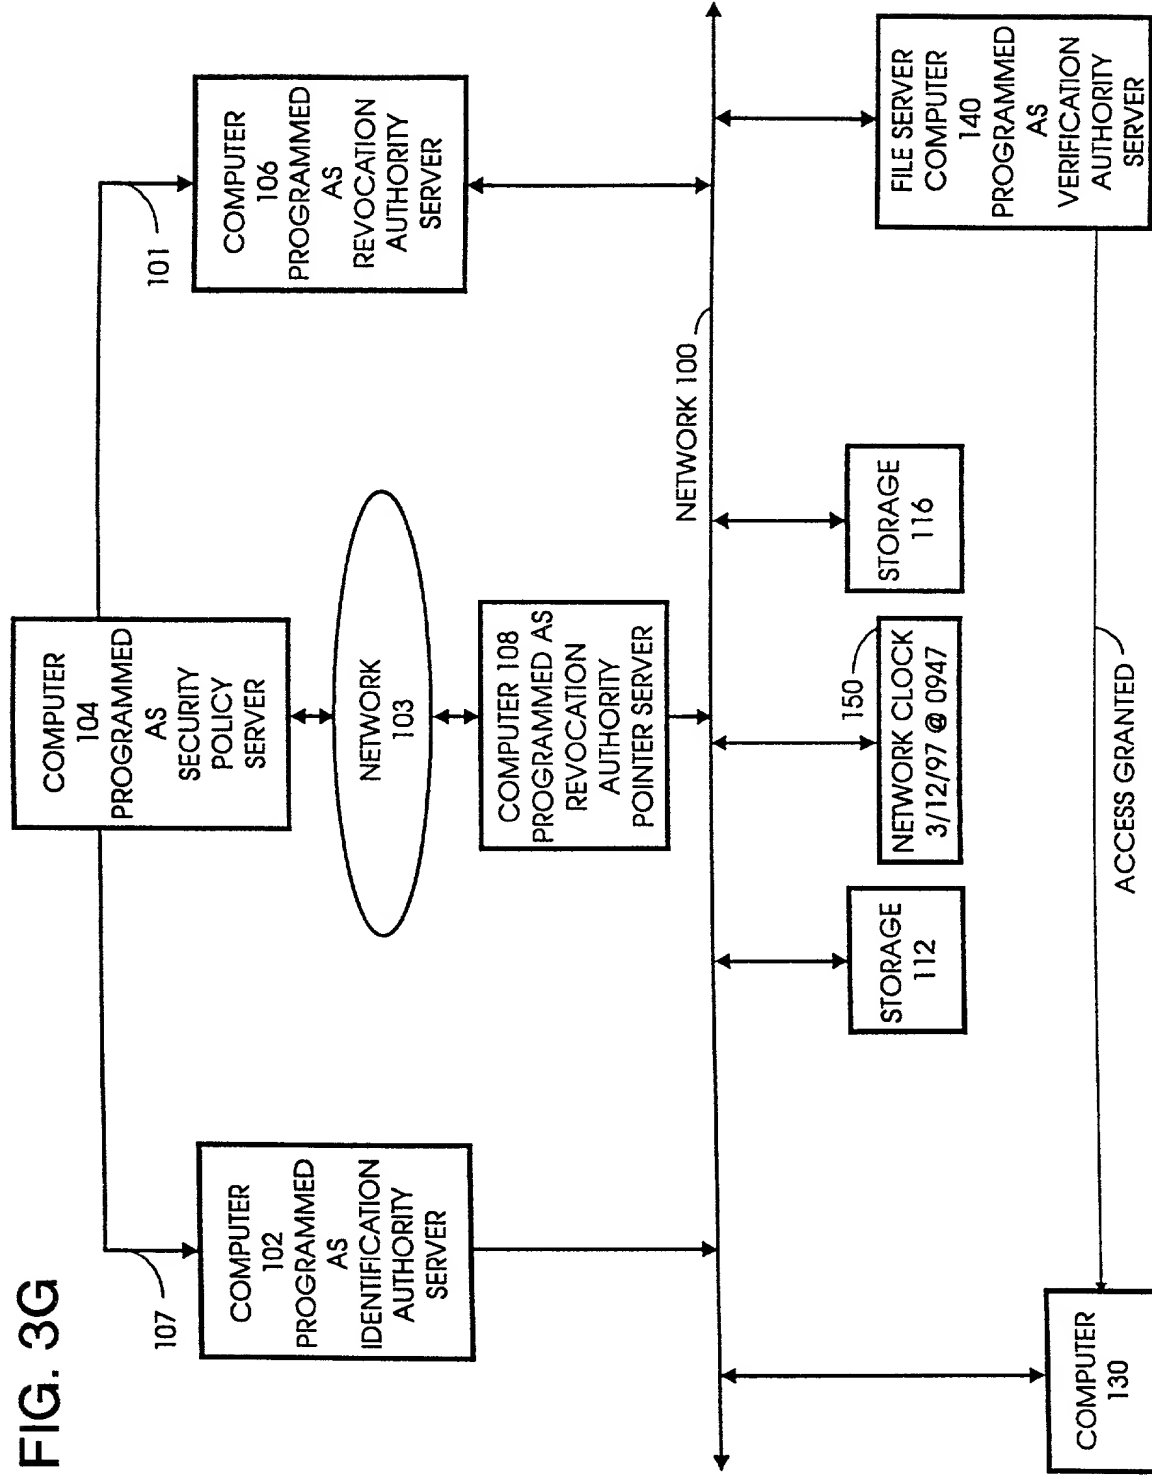 FIG. 3G
COMPUTER
104
PROGRAMMED
AS
SECURITY
POLICY
SERVER
107
101
COMPUTER
102
PROGRAMMED
AS
IDENTIFICATION
AUTHORITY
SERVER
NETWORK
103
COMPUTER
106
PROGRAMMED
AS
REVOCATION
AUTHORITY
SERVER
COMPUTER 108
PROGRAMMED AS
REVOCATION
AUTHORITY
POINTER SERVER
NETWORK 100
STORAGE
112
150
NETWORK CLOCK
3/12/97 @ 0947
STORAGE
116
FILE SERVER
COMPUTER
140
PROGRAMMED
AS
VERIFICATION
AUTHORITY
SERVER
COMPUTER
130
ACCESS GRANTED